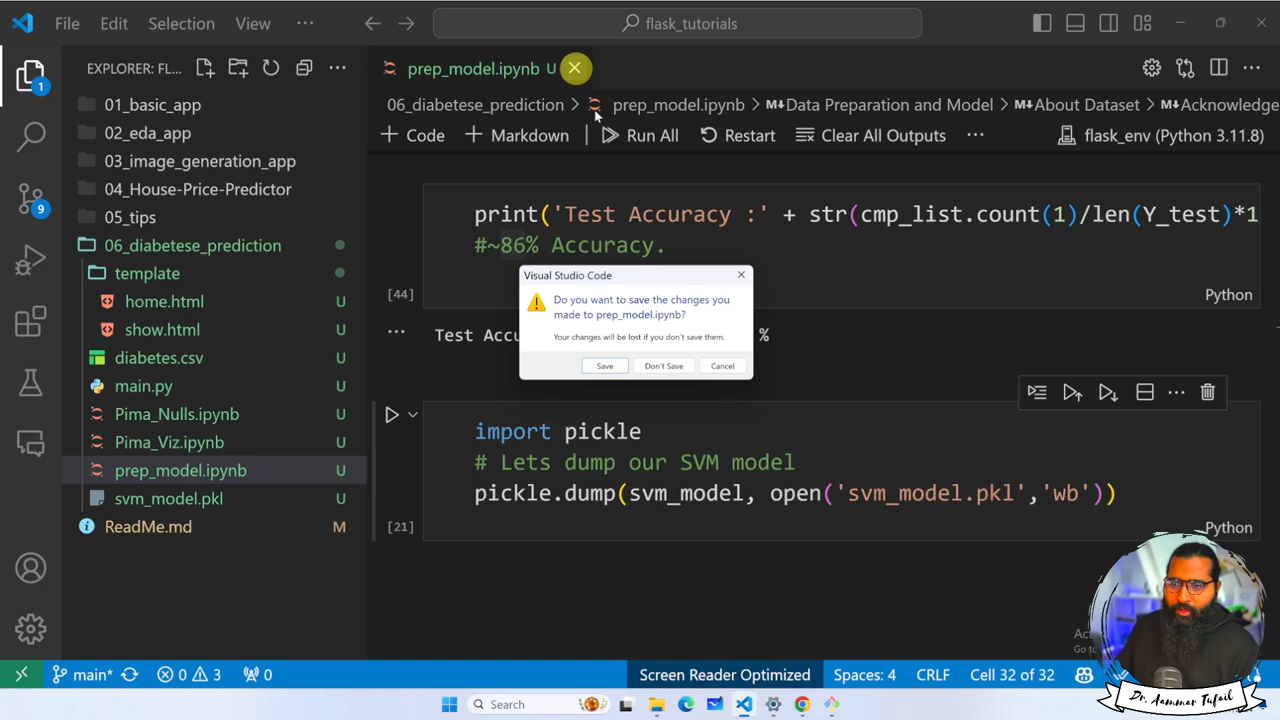 File Edit Selection View ··· flask_tutorials
EXPLORER: FL... ···
prep_model.ipynb U
06_diabetese_prediction > prep_model.ipynb > M↓Data Preparation and Model > M↓About Dataset > M↓Acknowledge
+ Code + Markdown Run All Restart Clear All Outputs ··· flask_env (Python 3.11.8)
01_basic_app
02_eda_app
03_image_generation_app
04_House-Price-Predictor
05_tips
06_diabetese_prediction
template
home.html U
show.html U
diabetes.csv U
main.py U
Pima_Nulls.ipynb U
Pima_Viz.ipynb U
prep_model.ipynb U
svm_model.pkl U
ReadMe.md M
1
9
print('Test Accuracy :' + str(cmp_list.count(1)/len(Y_test)*1
#~86% Accuracy.
[44] Python
··· Test Accu %
Visual Studio Code
Do you want to save the changes you
made to prep_model.ipynb?
Your changes will be lost if you don't save them.
Save Don't Save Cancel
import pickle
# Lets dump our SVM model
pickle.dump(svm_model, open('svm_model.pkl','wb'))
[21] Python
Go to
main* 0 3 0 Screen Reader Optimized Spaces: 4 CRLF Cell 32 of 32
Search
Dr. Aammar Tufail